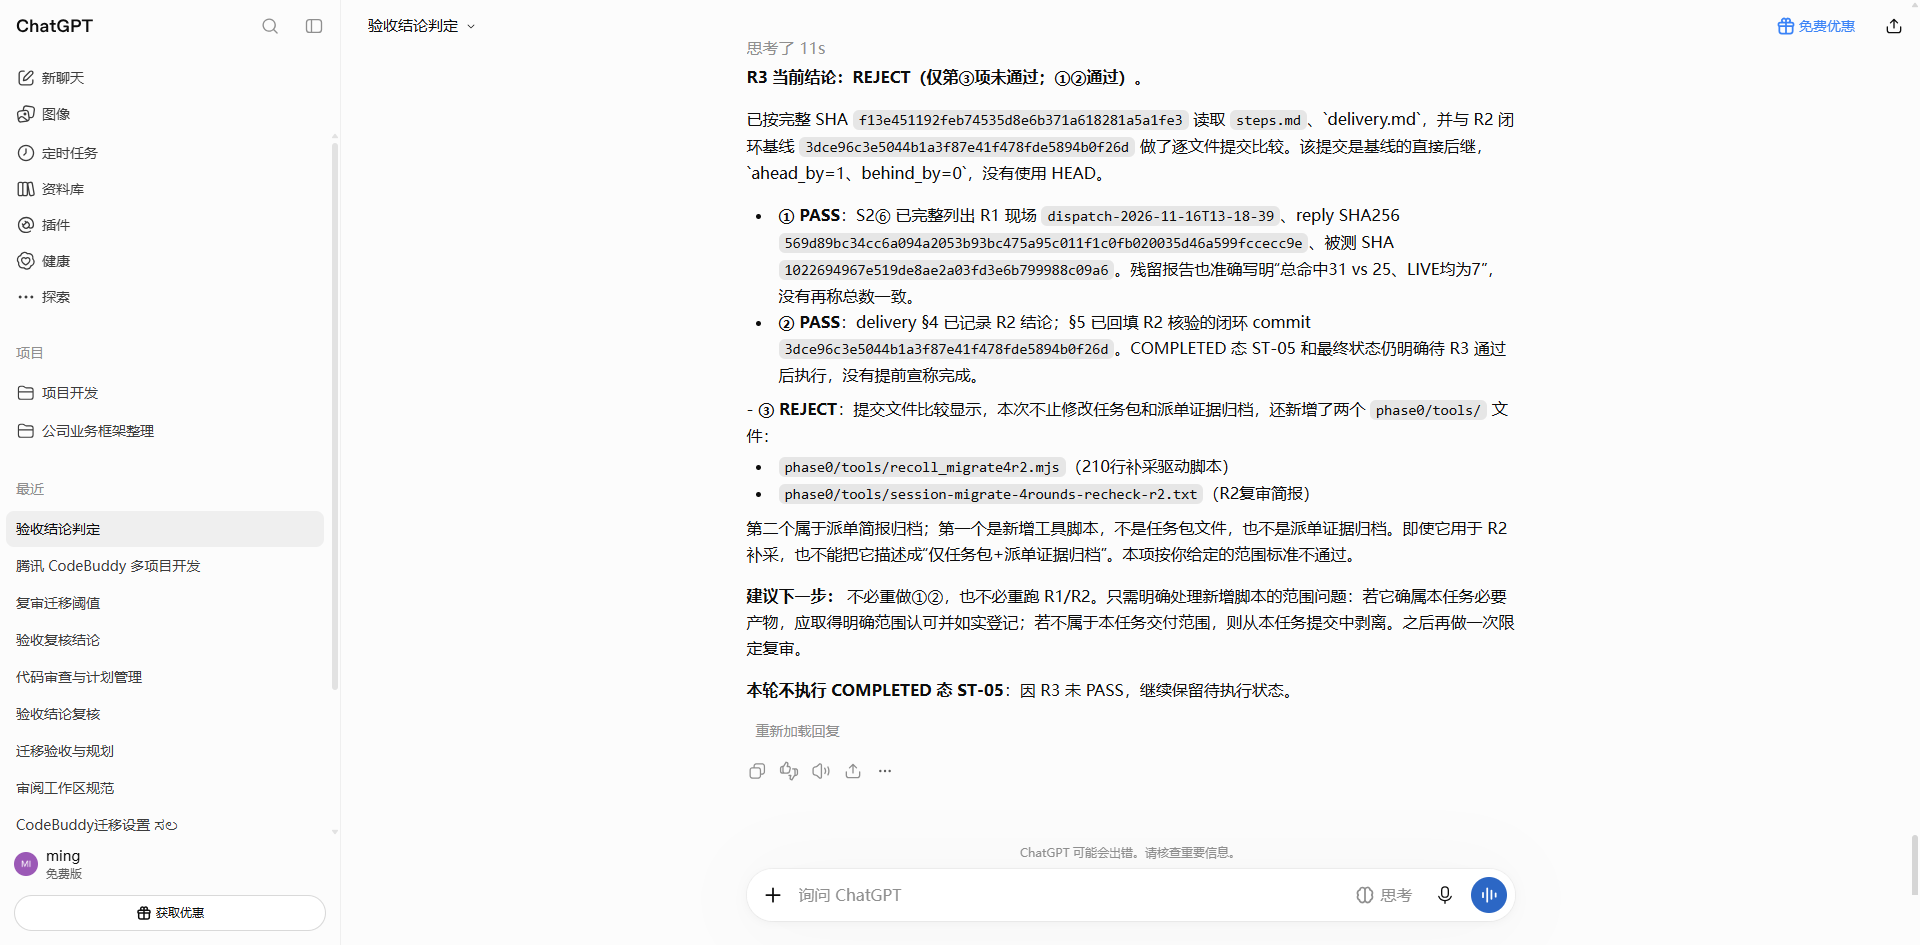 ChatGPT
新聊天
图像
定时任务
资料库
插件
健康
探索
项目
项目开发
公司业务框架整理
最近
验收结论判定
腾讯 CodeBuddy 多项目开发
复审迁移阈值
验收复核结论
代码审查与计划管理
验收结论复核
迁移验收与规划
审阅工作区规范
CodeBuddy迁移设置
MI
ming
免费版
获取优惠
验收结论判定
免费优惠
思考了 11s
R3 当前结论：REJECT（仅第③项未通过；①②通过）。
已按完整 SHA f13e451192feb74535d8e6b371a618281a5a1fe3 读取 steps.md、`delivery.md`，并与 R2 闭
环基线 3dce96c3e5044b1a3f87e41f478fde5894b0f26d 做了逐文件提交比较。该提交是基线的直接后继，
`ahead_by=1、behind_by=0`，没有使用 HEAD。
• ① PASS：S2⑥ 已完整列出 R1 现场 dispatch-2026-11-16T13-18-39、reply SHA256
569d89bc34cc6a094a2053b93bc475a95c011f1c0fb020035d46a599fccecc9e、被测 SHA
1022694967e519de8ae2a03fd3e6b799988c09a6。残留报告也准确写明“总命中31 vs 25、LIVE均为7”，
没有再称总数一致。
• ② PASS：delivery §4 已记录 R2 结论；§5 已回填 R2 核验的闭环 commit
3dce96c3e5044b1a3f87e41f478fde5894b0f26d。COMPLETED 态 ST-05 和最终状态仍明确待 R3 通过
后执行，没有提前宣称完成。
- ③ REJECT：提交文件比较显示，本次不止修改任务包和派单证据归档，还新增了两个 phase0/tools/ 文
件：
• phase0/tools/recoll_migrate4r2.mjs（210行补采驱动脚本）
• phase0/tools/session-migrate-4rounds-recheck-r2.txt（R2复审简报）
第二个属于派单简报归档；第一个是新增工具脚本，不是任务包文件，也不是派单证据归档。即使它用于 R2
补采，也不能把它描述成“仅任务包+派单证据归档”。本项按你给定的范围标准不通过。
建议下一步： 不必重做①②，也不必重跑 R1/R2。只需明确处理新增脚本的范围问题：若它确属本任务必要
产物，应取得明确范围认可并如实登记；若不属于本任务交付范围，则从本任务提交中剥离。之后再做一次限
定复审。
本轮不执行 COMPLETED 态 ST-05：因 R3 未 PASS，继续保留待执行状态。
重新加载回复
ChatGPT 可能会出错。请核查重要信息。
询问 ChatGPT
思考